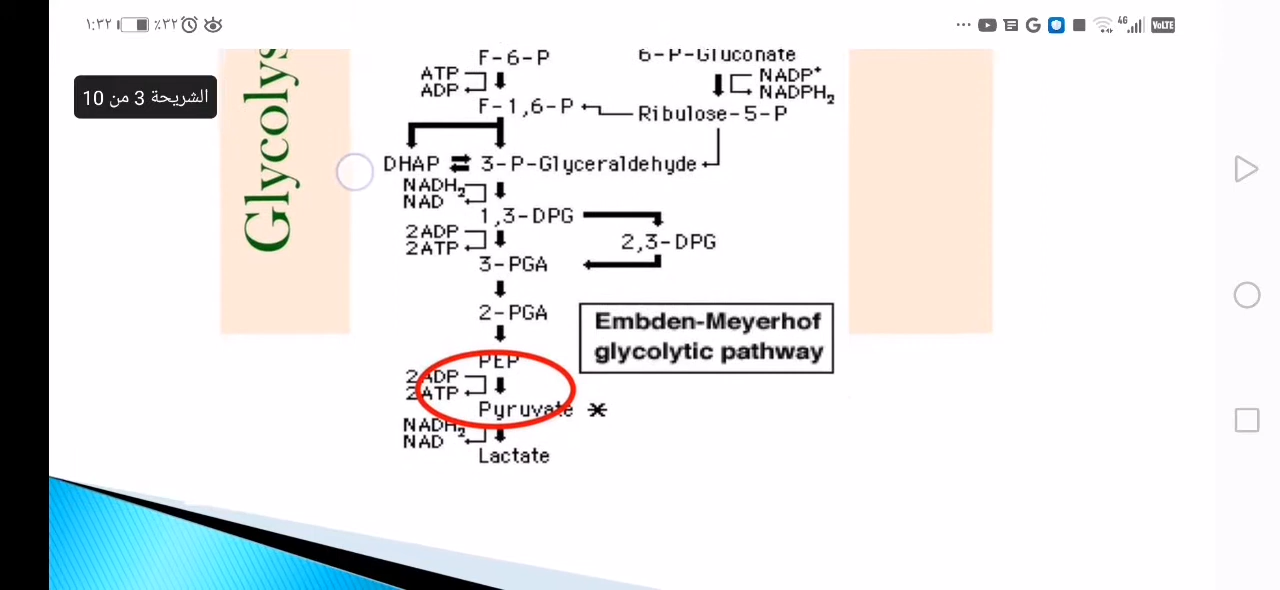 ١:٣٢ ٪٣٢ ... G 4G VoLTE
الشريحة 3 من 10
Glycolys
F-6-P
6-P-Gluconate
ATP
ADP
NADP+
NADPH2
F-1,6-P
Ribulose-5-P
DHAP
3-P-Glyceraldehyde
NADH2
NAD
1,3-DPG
2ADP
2ATP
2,3-DPG
3-PGA
2-PGA
Embden-Meyerhof
glycolytic pathway
PEP
2ADP
2ATP
Pyruvate *
NADH2
NAD
Lactate